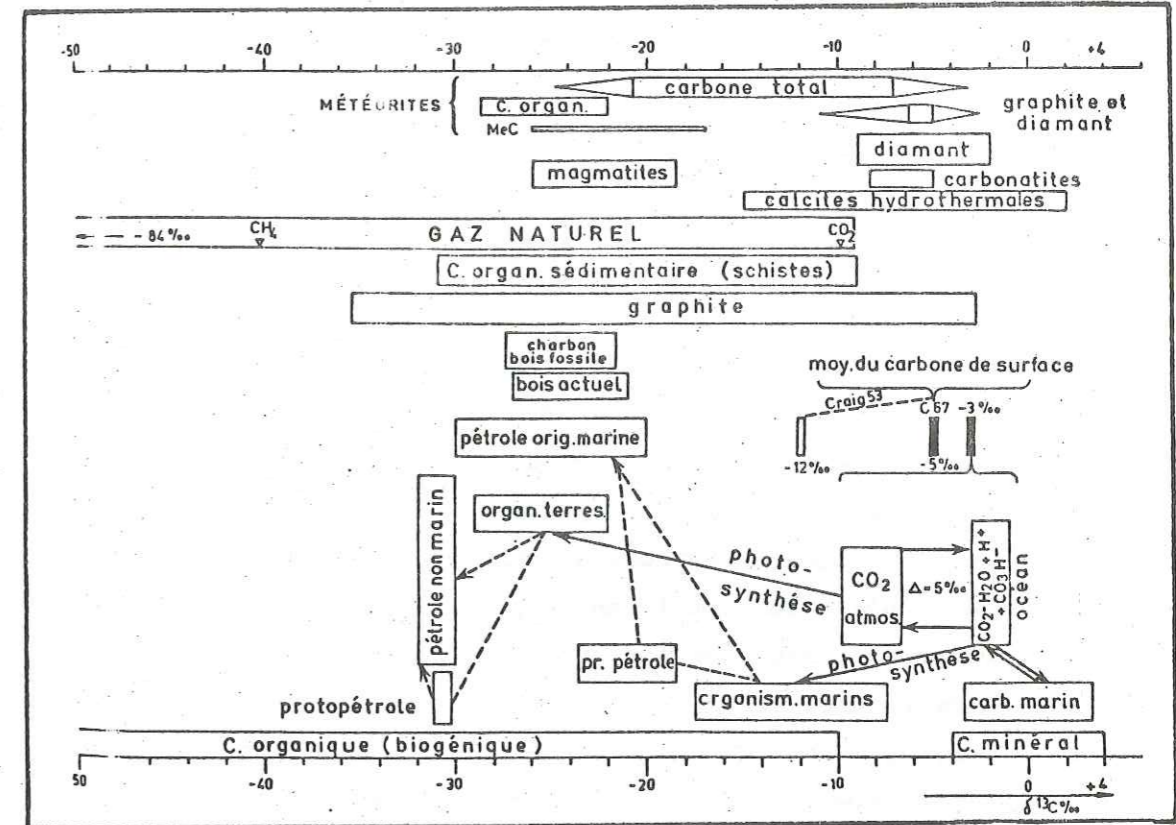 -50 -40 -30 -20 -10 0 +4
carbone total
MÉTÉORITES
C. organ.
MeC
graphite et
diamant
diamant
magmatites
carbonatites
calcites hydrothermales
← - 84‰ CH4 GAZ NATUREL CO2
C. organ. sédimentaire (schistes)
graphite
charbon
bois fossile
bois actuel
moy. du carbone de surface
Craig 53
C 67 -3‰
-12‰ -5‰
pétrole orig. marine
pétrole non marin
organ. terres.
photo-
synthése
CO2
atmos.
Δ=5‰
CO2-H2O + H+
+ CO3H-
océan
pr. pétrole
photo-
synthèse
protopétrole
crganism. marins
carb. marin
C. organique (biogénique)
C. minéral
50 -40 -30 -20 -10 0 +4
δ 13C‰